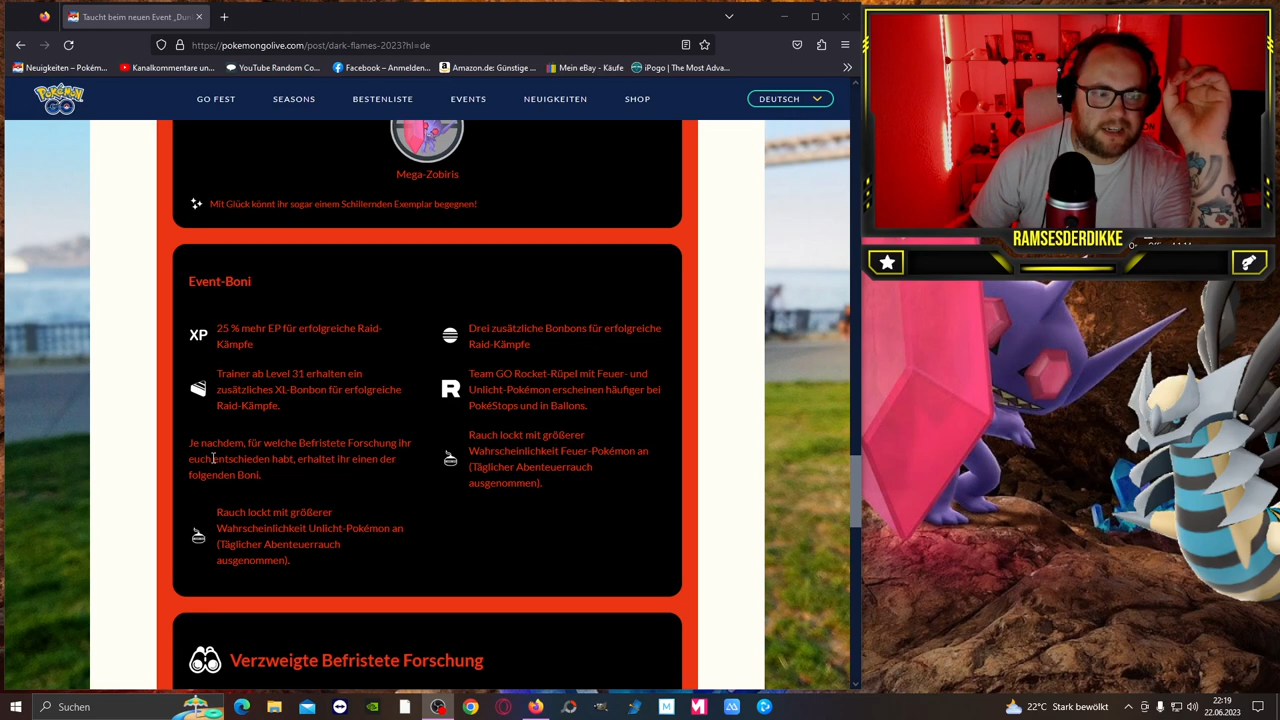 Taucht beim neuen Event „Dun
https://pokemongolive.com/post/dark-flames-2023?hl=de
Neuigkeiten – Pokém...
Kanalkommentare un...
YouTube Random Co...
Facebook – Anmelden...
Amazon.de: Günstige ...
Mein eBay - Käufe
iPogo | The Most Adva...
Pokémon GO
GO FEST
SEASONS
BESTENLISTE
EVENTS
NEUIGKEITEN
SHOP
DEUTSCH
Mega-Zobiris
Mit Glück könnt ihr sogar einem Schillernden Exemplar begegnen!
Event-Boni
XP
25 % mehr EP für erfolgreiche Raid-
Kämpfe
Drei zusätzliche Bonbons für erfolgreiche
Raid-Kämpfe
Trainer ab Level 31 erhalten ein
zusätzliches XL-Bonbon für erfolgreiche
Raid-Kämpfe.
R
Team GO Rocket-Rüpel mit Feuer- und
Unlicht-Pokémon erscheinen häufiger bei
PokéStops und in Ballons.
Je nachdem, für welche Befristete Forschung ihr
euch entschieden habt, erhaltet ihr einen der
folgenden Boni.
Rauch lockt mit größerer
Wahrscheinlichkeit Feuer-Pokémon an
(Täglicher Abenteuerrauch
ausgenommen).
Rauch lockt mit größerer
Wahrscheinlichkeit Unlicht-Pokémon an
(Täglicher Abenteuerrauch
ausgenommen).
Verzweigte Befristete Forschung
RAMSESDERDIKKE
Suchen
22°C Stark bewölkt
22:19
22.06.2023